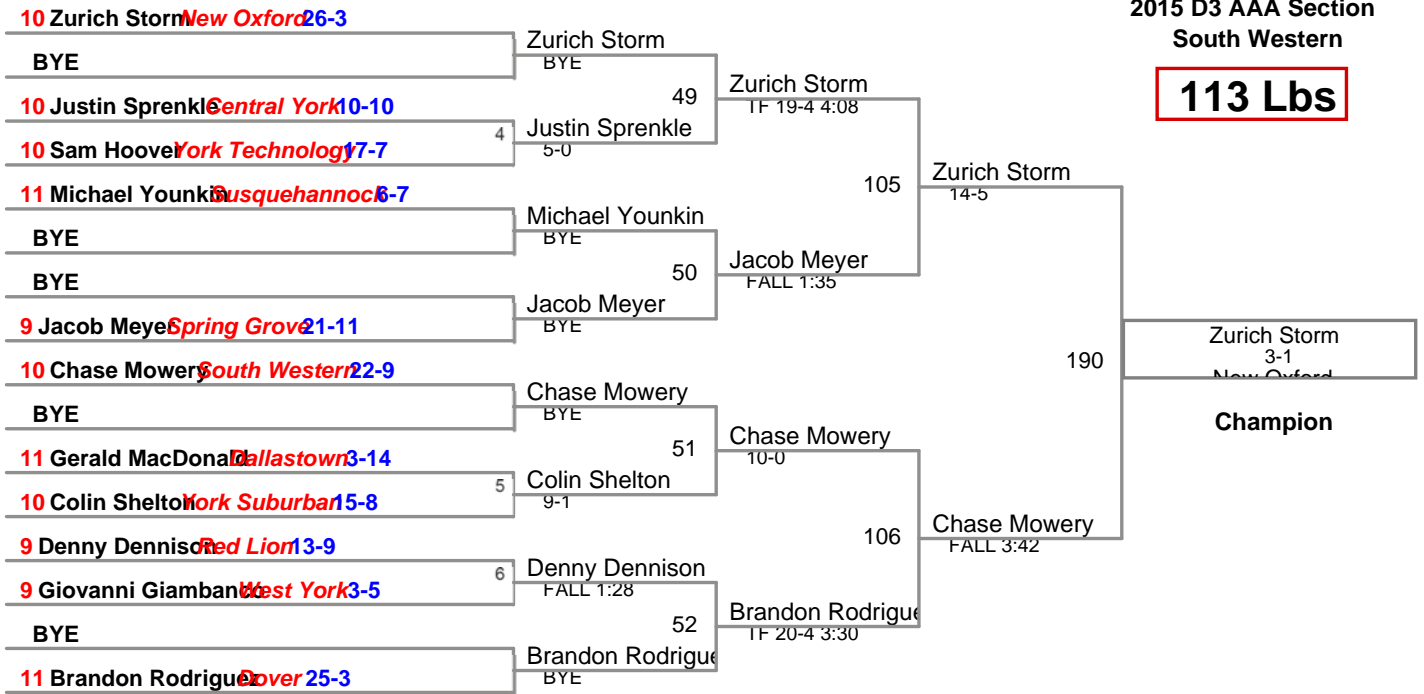 2015 D3 AAA Section
South Western
113 Lbs
10 Zurich Storm New Oxford 26-3
BYE
10 Justin Sprenkle Central York 10-10
10 Sam Hoover York Technology 17-7
11 Michael Younkin Susquehannock 6-7
BYE
BYE
9 Jacob Meyer Spring Grove 21-11
10 Chase Mowery South Western 22-9
BYE
11 Gerald MacDonald Dallastown 3-14
10 Colin Shelton York Suburban 15-8
9 Denny Dennison Red Lion 13-9
9 Giovanni Giambanco West York 3-5
BYE
11 Brandon Rodriguez Dover 25-3
Zurich Storm
BYE
4
Justin Sprenkle
5-0
Michael Younkin
BYE
Jacob Meyer
BYE
Chase Mowery
BYE
5
Colin Shelton
9-1
6
Denny Dennison
FALL 1:28
Brandon Rodrigue
BYE
49
Zurich Storm
TF 19-4 4:08
50
Jacob Meyer
FALL 1:35
51
Chase Mowery
10-0
52
Brandon Rodrigue
TF 20-4 3:30
105
Zurich Storm
14-5
106
Chase Mowery
FALL 3:42
190
Zurich Storm
3-1
New Oxford
Champion